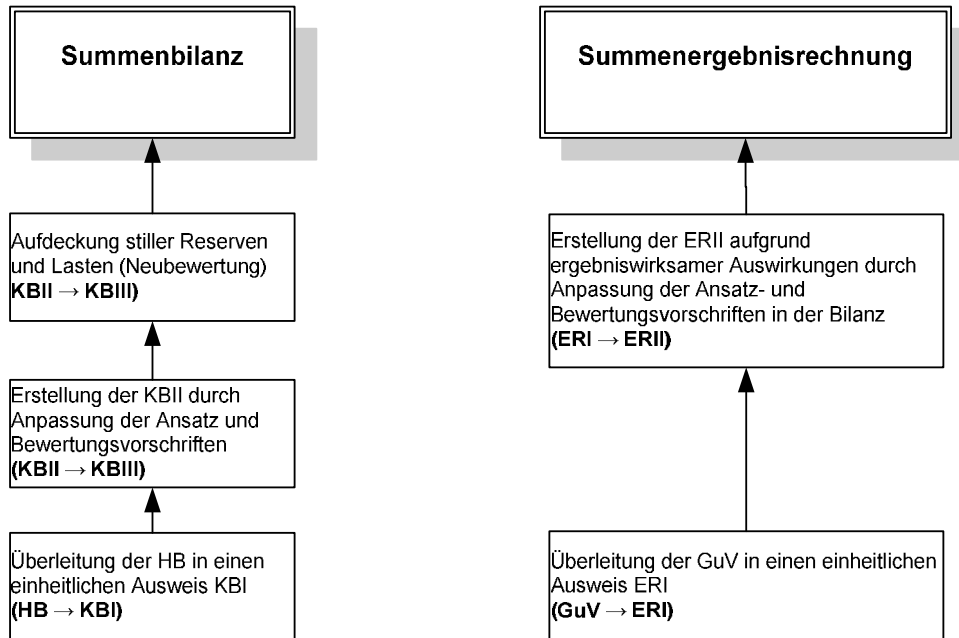 Summenbilanz
Aufdeckung stiller Reserven
und Lasten (Neubewertung)
KBII → KBIII)
Erstellung der KBII durch
Anpassung der Ansatz und
Bewertungsvorschriften
(KBII → KBIII)
Überleitung der HB in einen
einheitlichen Ausweis KBI
(HB → KBI)
Summenergebnisrechnung
Erstellung der ERII aufgrund
ergebniswirksamer Auswirkungen durch
Anpassung der Ansatz- und
Bewertungsvorschriften in der Bilanz
(ERI → ERII)
Überleitung der GuV in einen einheitlichen
Ausweis ERI
(GuV → ERI)